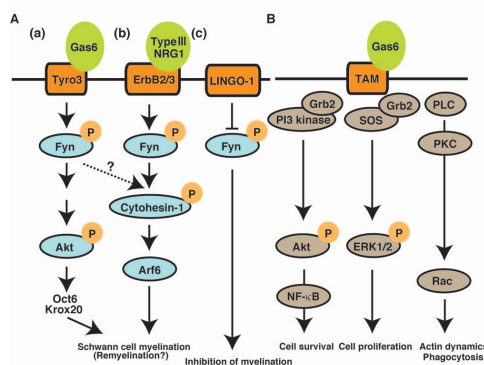 A
(a)
Gas6
(b)
Type III
NRG1
(c)
Tyro3
ErbB2/3
LINGO-1
Fyn
P
Fyn
P
Fyn
P
?
Cytohesin-1
P
Akt
P
Arf6
Oct6
Krox20
Schwann cell myelination
(Remyelination?)
Inhibition of myelination
B
Gas6
TAM
Grb2
PI3 kinase
Grb2
SOS
PLC
PKC
Akt
P
ERK1/2
P
NF-κB
Rac
Cell survival
Cell proliferation
Actin dynamics
Phagocytosis